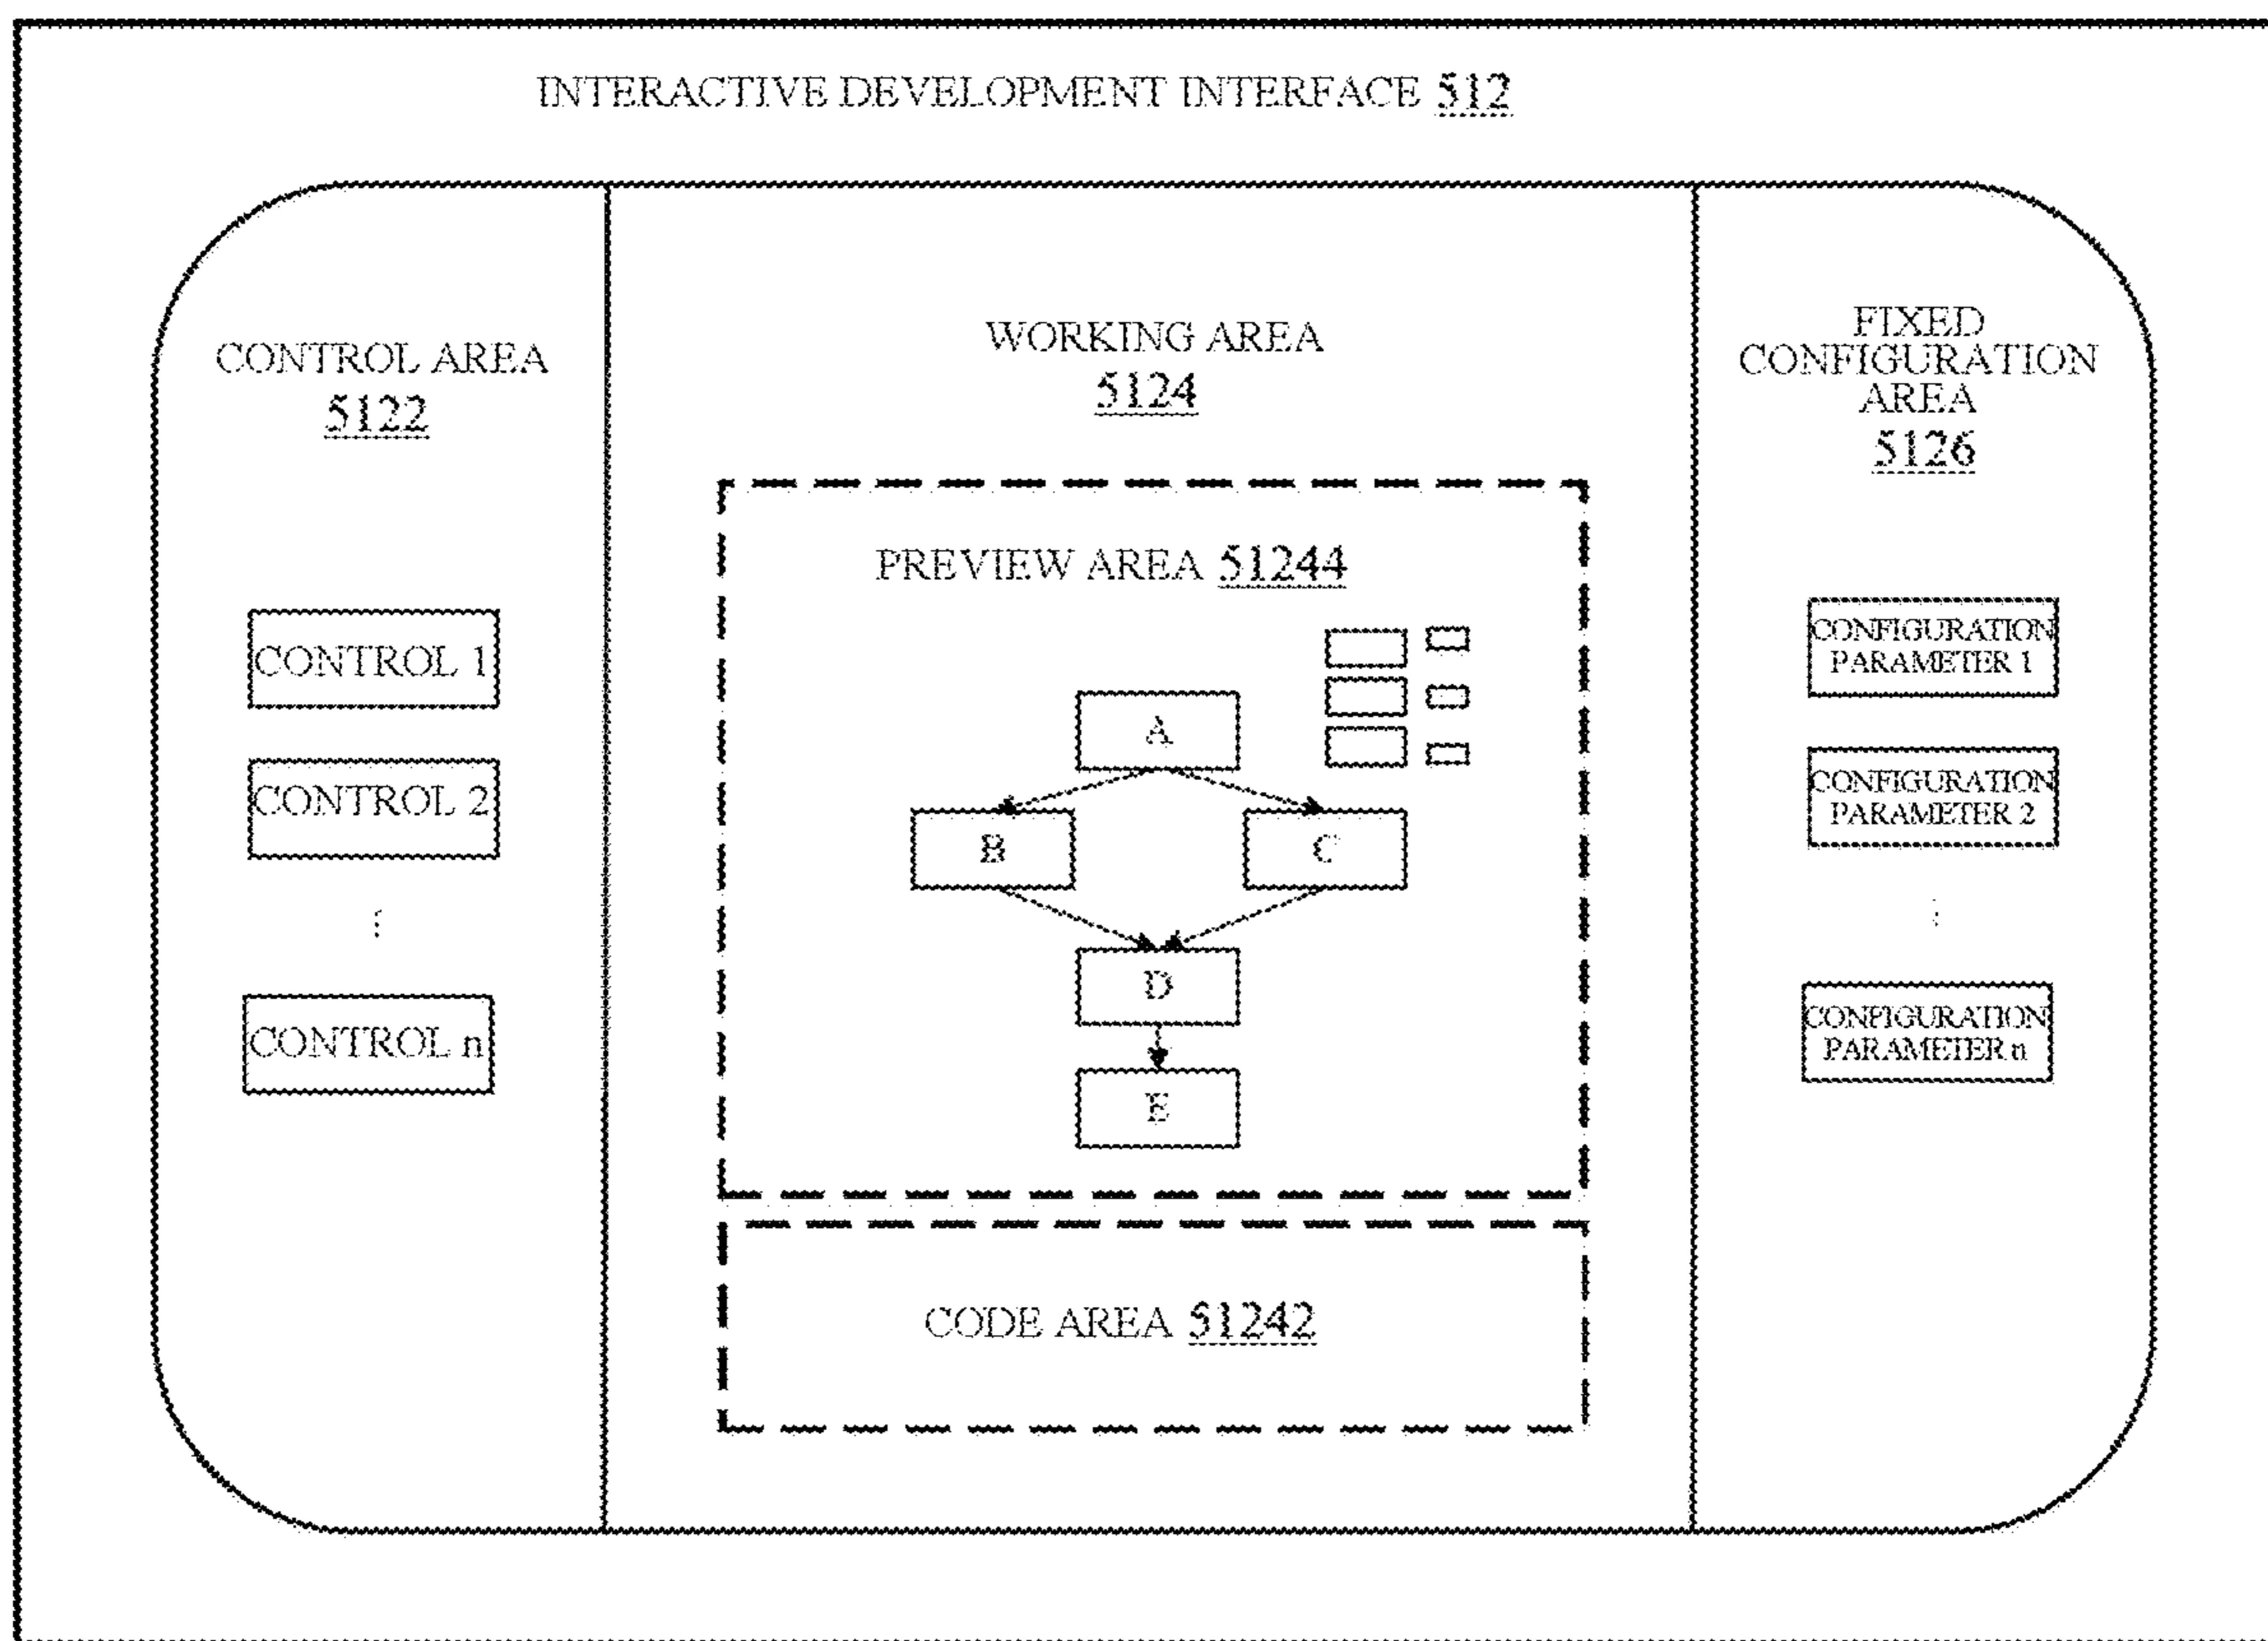 INTERACTIVE DEVELOPMENT INTERFACE 512
CONTROL AREA
5122
CONTROL 1
CONTROL 2
⋮
CONTROL n
WORKING AREA
5124
PREVIEW AREA 51244
A
B
C
D
E
CODE AREA 51242
FIXED
CONFIGURATION
AREA
5126
CONFIGURATION
PARAMETER 1
CONFIGURATION
PARAMETER 2
⋮
CONFIGURATION
PARAMETER n